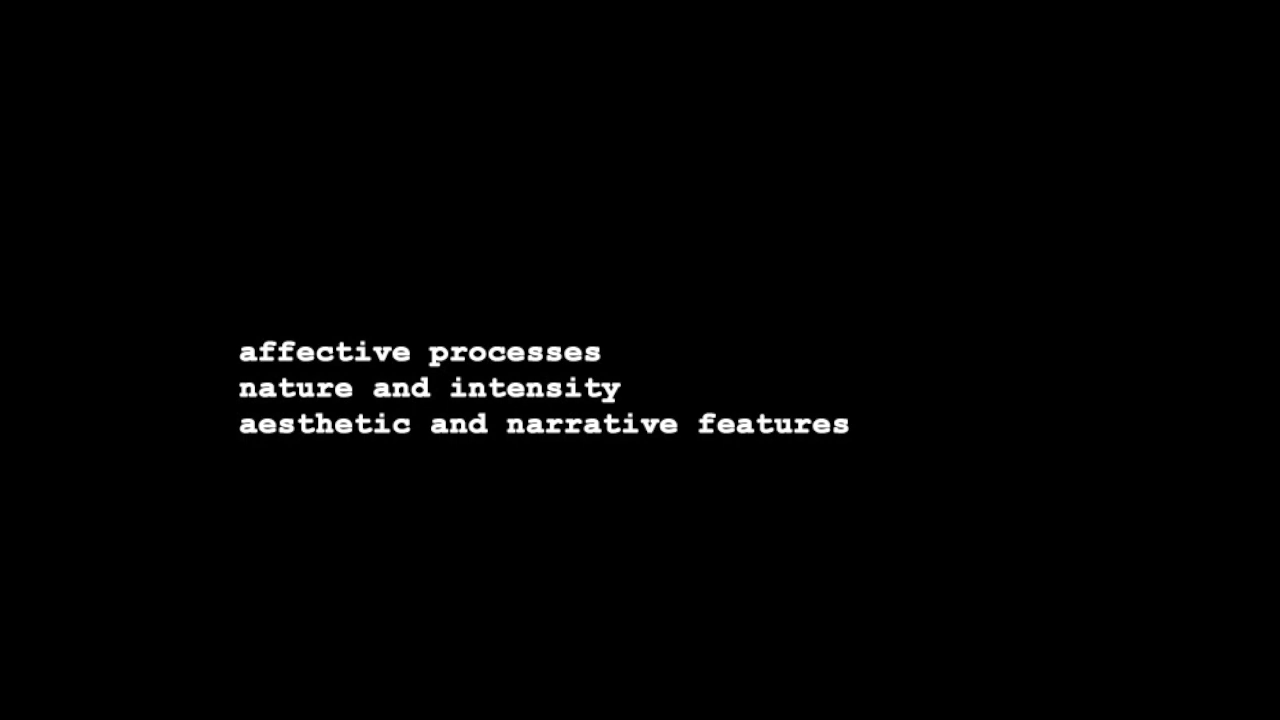 affective processes
nature and intensity
aesthetic and narrative features